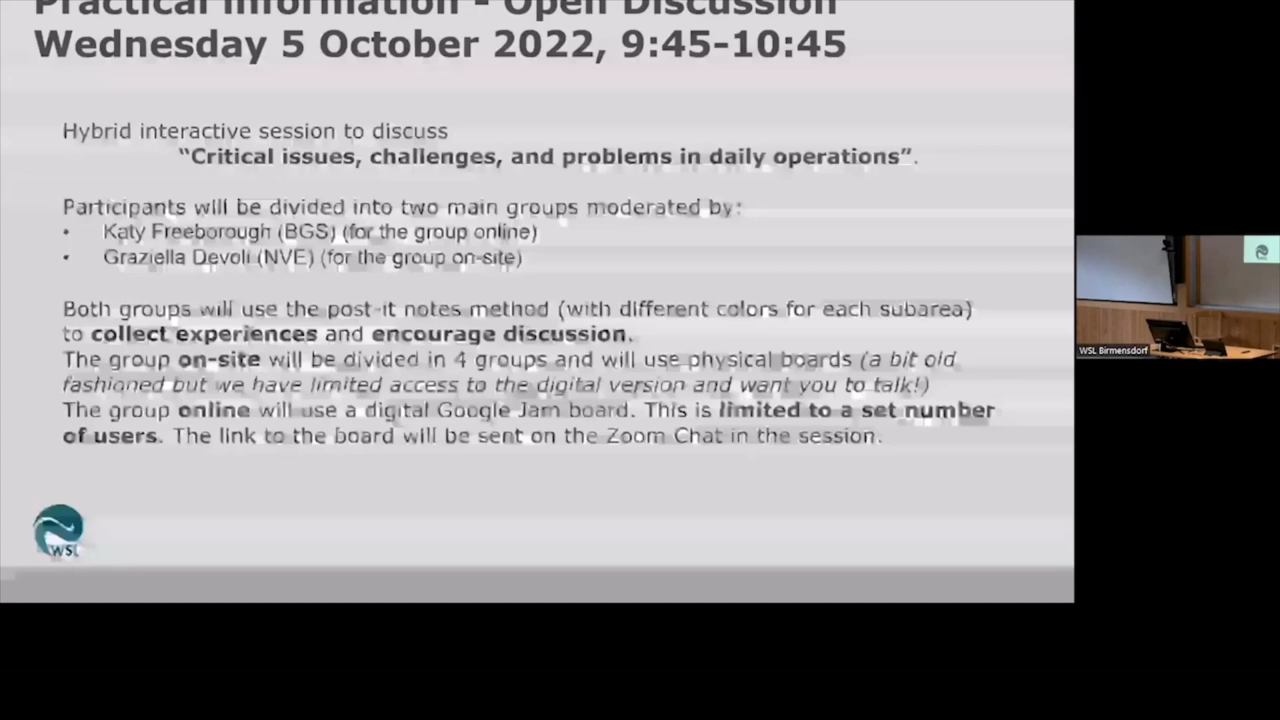 Practical Information - Open Discussion
Wednesday 5 October 2022, 9:45-10:45
Hybrid interactive session to discuss
“Critical issues, challenges, and problems in daily operations”.
Participants will be divided into two main groups moderated by:
• Katy Freeborough (BGS) (for the group online)
• Graziella Devoli (NVE) (for the group on-site)
Both groups will use the post-it notes method (with different colors for each subarea)
to collect experiences and encourage discussion.
The group on-site will be divided in 4 groups and will use physical boards (a bit old
fashioned but we have limited access to the digital version and want you to talk!)
The group online will use a digital Google Jam board. This is limited to a set number
of users. The link to the board will be sent on the Zoom Chat in the session.
WSL
WSL Birmensdorf